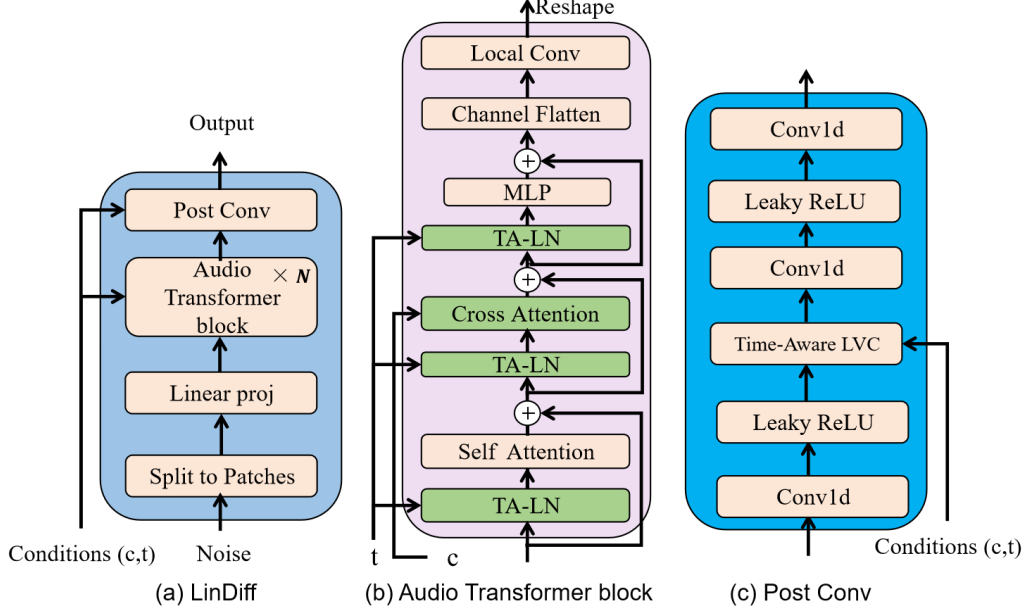 Output
Post Conv
Audio × N
Transformer
block
Linear proj
Split to Patches
Conditions (c,t)
Noise
(a) LinDiff
Reshape
Local Conv
Channel Flatten
+
MLP
TA-LN
+
Cross Attention
TA-LN
+
Self Attention
TA-LN
t
c
(b) Audio Transformer block
Conv1d
Leaky ReLU
Conv1d
Time-Aware LVC
Leaky ReLU
Conv1d
Conditions (c,t)
(c) Post Conv